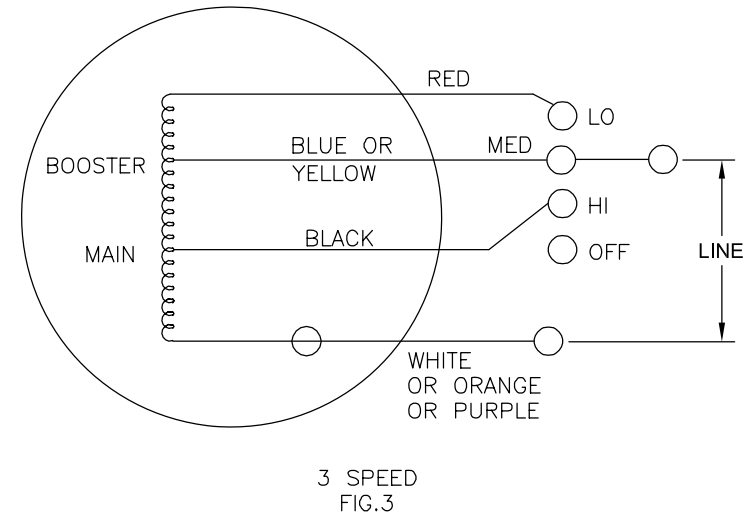 RED
LO
BLUE OR
YELLOW
MED
BOOSTER
HI
BLACK
MAIN
OFF
LINE
WHITE
OR ORANGE
OR PURPLE
3 SPEED
FIG.3